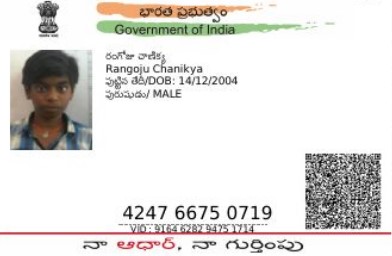 భారత ప్రభుత్వం
Government of India
రంగోజు చాణిక్య
Rangoju Chanikya
పుట్టిన తేదీ/DOB: 14/12/2004
పురుషుడు/ MALE
4247 6675 0719
VID : 9164 6282 9475 1714
నా ఆధార్, నా గుర్తింపు